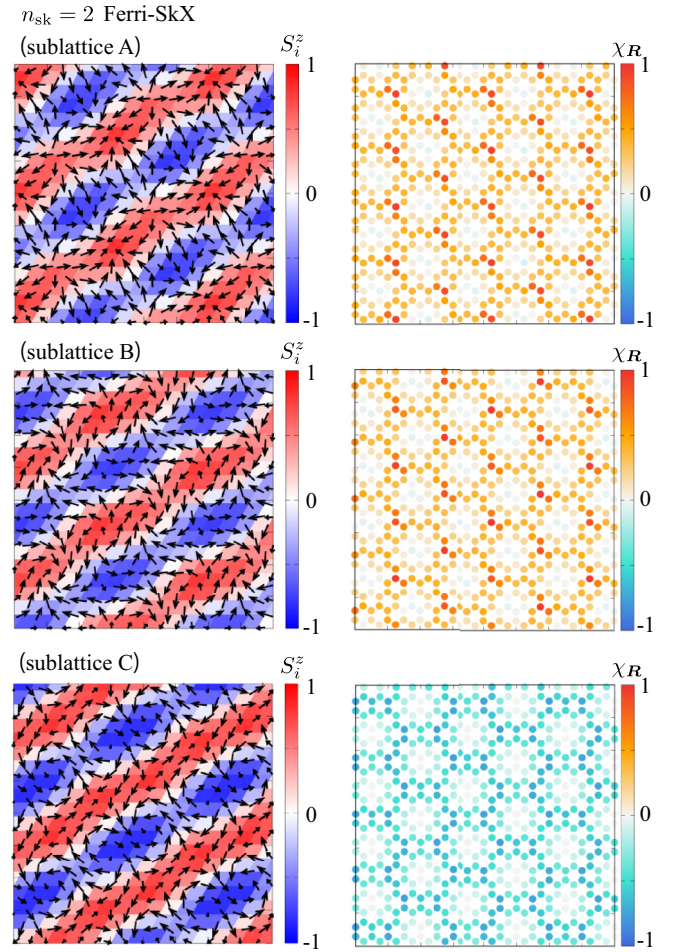 n_sk = 2 Ferri-SkX
(sublattice A) S_i^z χ_R
1 1
0 0
-1 -1
(sublattice B) S_i^z χ_R
1 1
0 0
-1 -1
(sublattice C) S_i^z χ_R
1 1
0 0
-1 -1